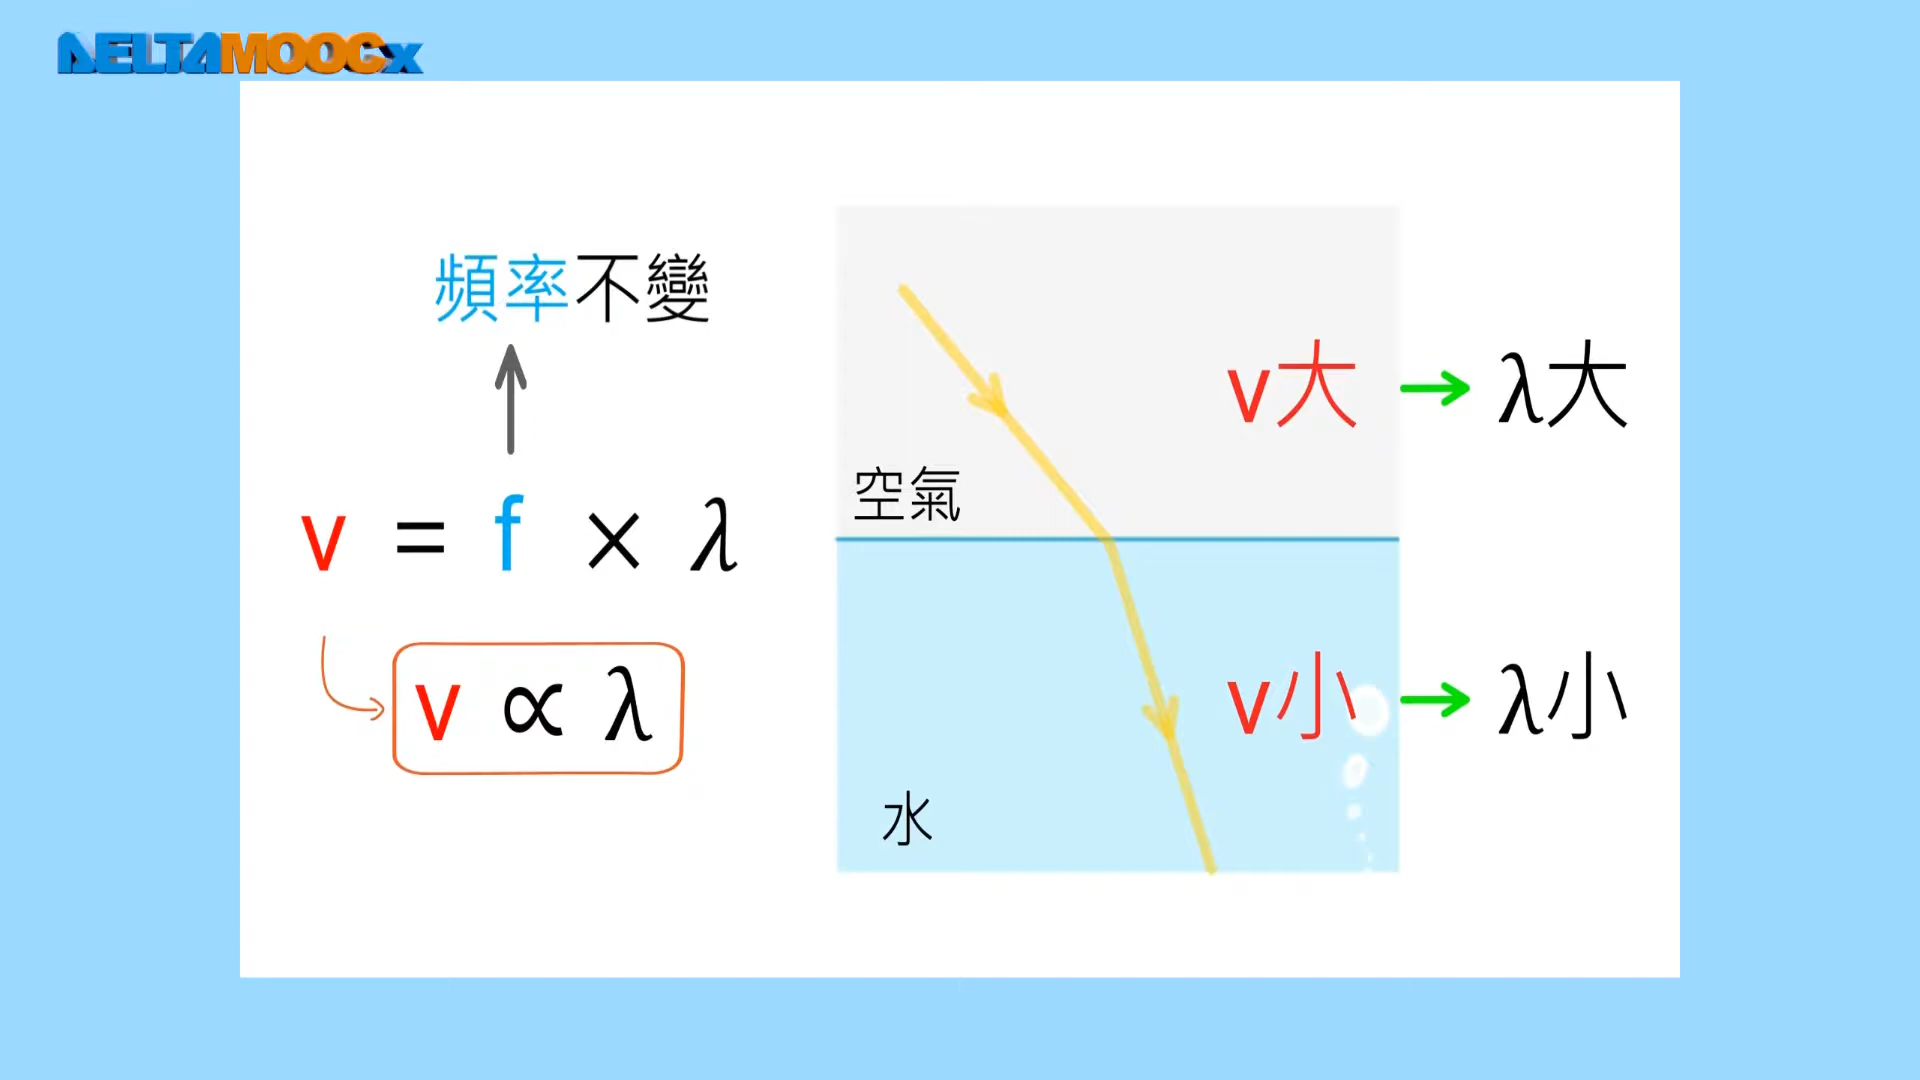 DELTAMOOCx
頻率不變
v = f × λ
v ∝ λ
空氣
水
v大 → λ大
v小 → λ小